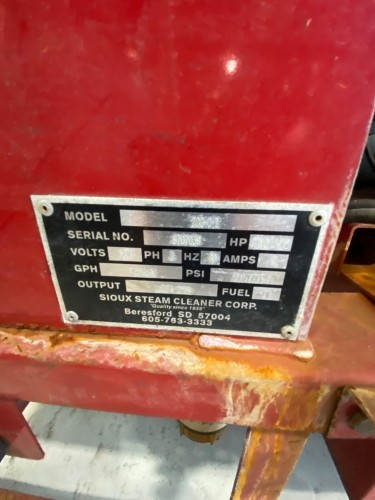 MODEL
SERIAL NO. HP
VOLTS PH HZ AMPS
GPH PSI
OUTPUT FUEL
SIOUX STEAM CLEANER CORP.
"Quality since 1939"
Beresford SD 57004
605-763-3333